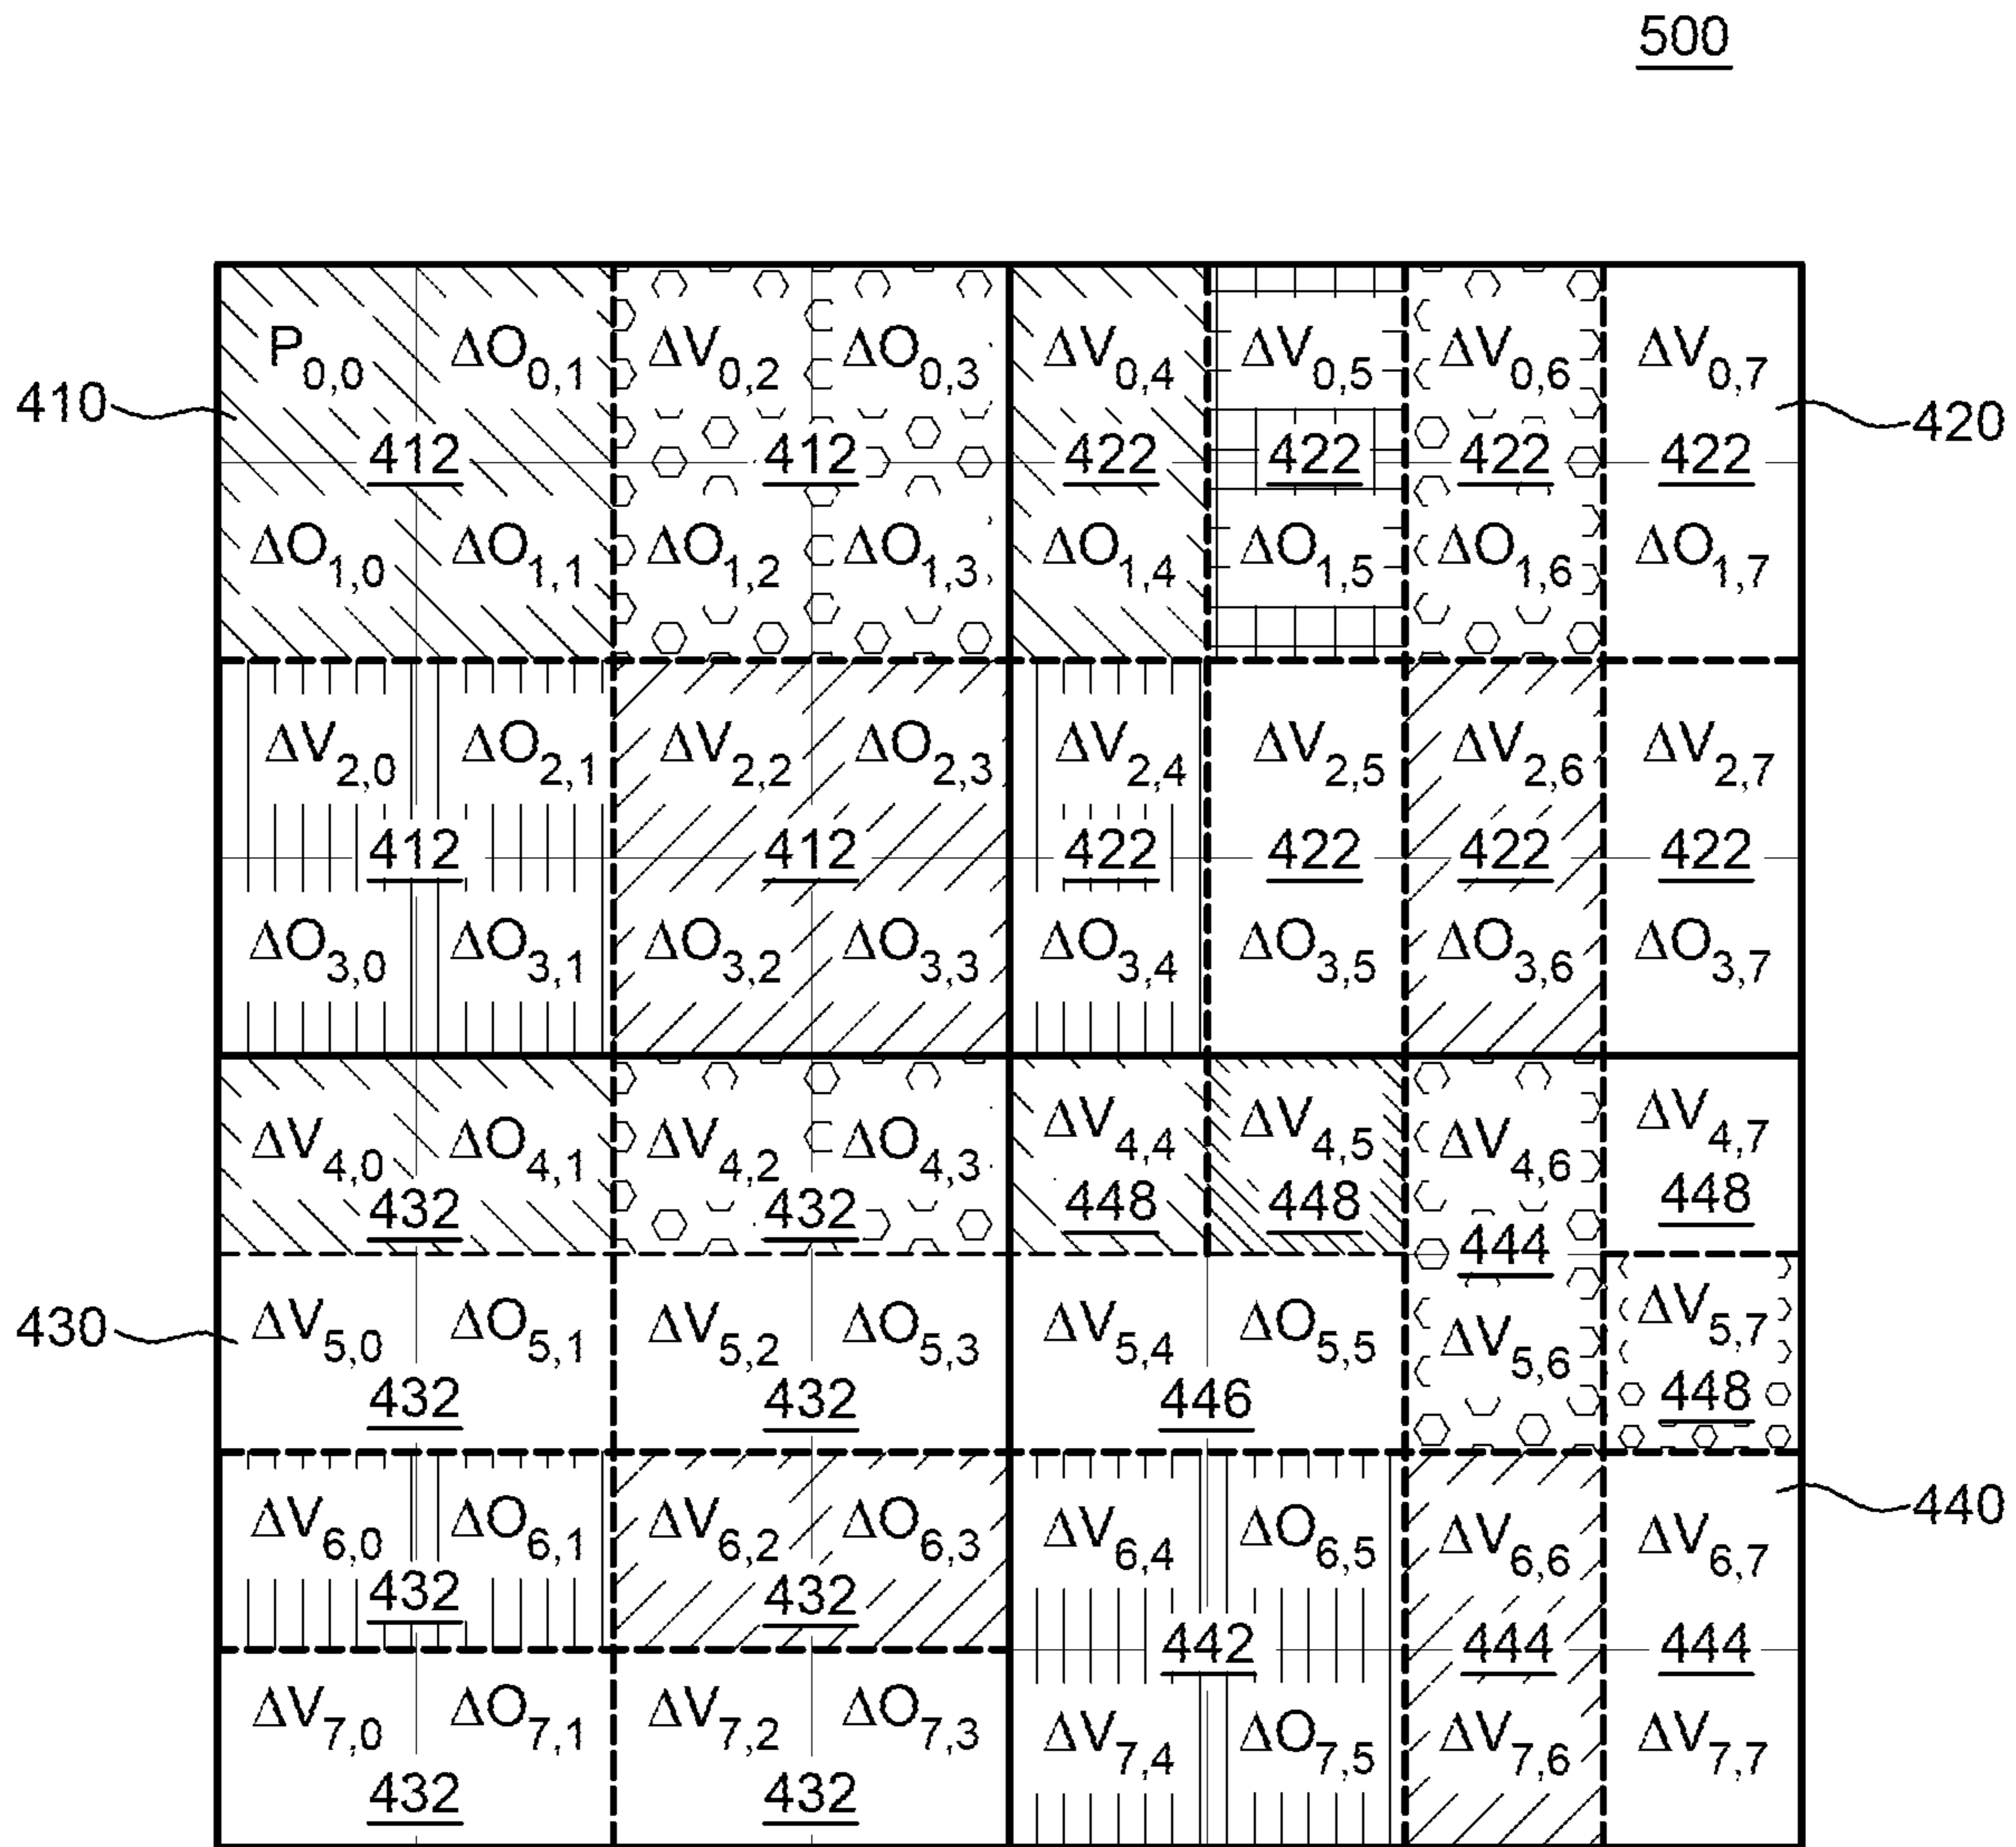 500
P0,0 ΔO0,1 ΔV0,2 ΔO0,3 ΔV0,4 ΔV0,5 ΔV0,6 ΔV0,7
410 412 412 422 422 422 422 420
ΔO1,0 ΔO1,1 ΔO1,2 ΔO1,3 ΔO1,4 ΔO1,5 ΔO1,6 ΔO1,7
ΔV2,0 ΔO2,1 ΔV2,2 ΔO2,3 ΔV2,4 ΔV2,5 ΔV2,6 ΔV2,7
412 412 422 422 422 422
ΔO3,0 ΔO3,1 ΔO3,2 ΔO3,3 ΔO3,4 ΔO3,5 ΔO3,6 ΔO3,7
ΔV4,0 ΔO4,1 ΔV4,2 ΔO4,3 ΔV4,4 ΔV4,5 ΔV4,6 ΔV4,7
432 432 448 448 444 448
430 ΔV5,0 ΔO5,1 ΔV5,2 ΔO5,3 ΔV5,4 ΔO5,5 ΔV5,6 ΔV5,7
432 432 446 448
ΔV6,0 ΔO6,1 ΔV6,2 ΔO6,3 ΔV6,4 ΔO6,5 ΔV6,6 ΔV6,7 440
432 432 442 444 444
ΔV7,0 ΔO7,1 ΔV7,2 ΔO7,3 ΔV7,4 ΔO7,5 ΔV7,6 ΔV7,7
432 432